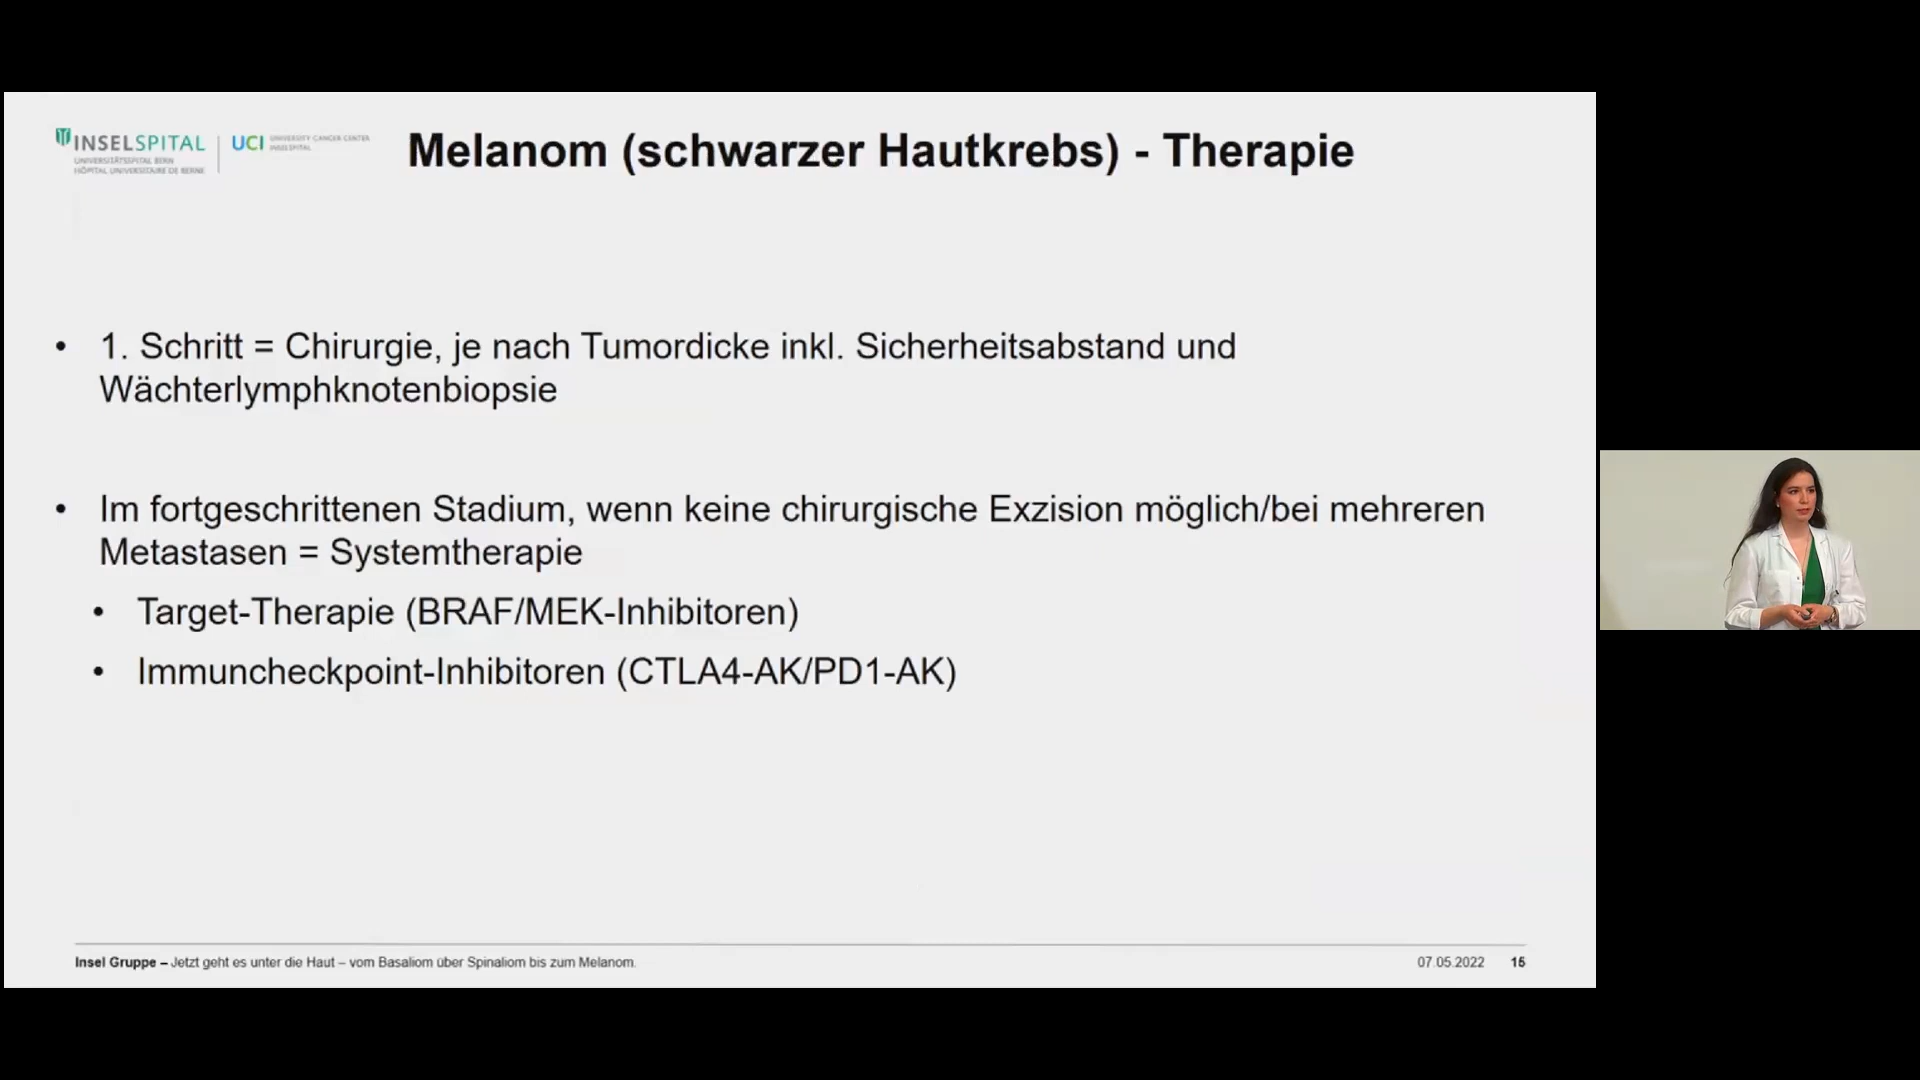 INSELSPITAL
UNIVERSITÄTSSPITAL BERN
HÔPITAL UNIVERSITAIRE DE BERNE
UCI
UNIVERSITY CANCER CENTER
INSELSPITAL
Melanom (schwarzer Hautkrebs) - Therapie
• 1. Schritt = Chirurgie, je nach Tumordicke inkl. Sicherheitsabstand und
Wächterlymphknotenbiopsie
• Im fortgeschrittenen Stadium, wenn keine chirurgische Exzision möglich/bei mehreren
Metastasen = Systemtherapie
• Target-Therapie (BRAF/MEK-Inhibitoren)
• Immuncheckpoint-Inhibitoren (CTLA4-AK/PD1-AK)
Insel Gruppe – Jetzt geht es unter die Haut – vom Basaliom über Spinaliom bis zum Melanom. 07.05.2022 15